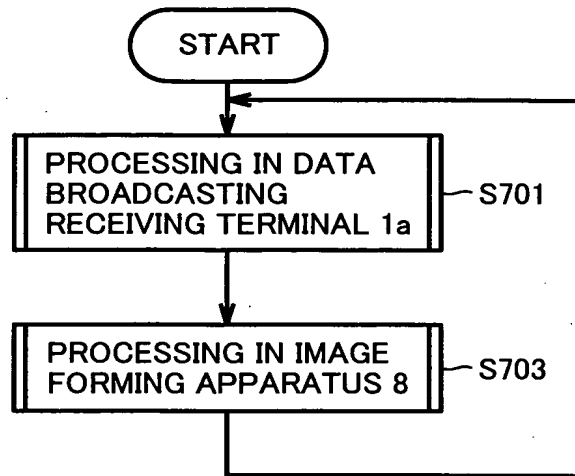 START
PROCESSING IN DATA
BROADCASTING
RECEIVING TERMINAL 1a
S701
PROCESSING IN IMAGE
FORMING APPARATUS 8
S703